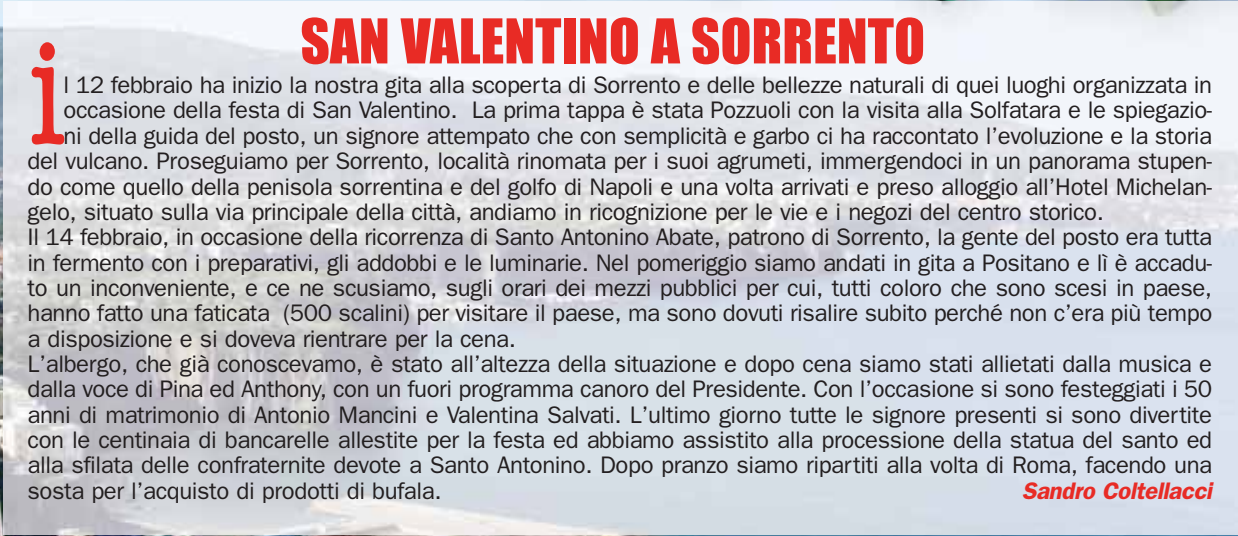 SAN VALENTINO A SORRENTO
il 12 febbraio ha inizio la nostra gita alla scoperta di Sorrento e delle bellezze naturali di quei luoghi organizzata in
occasione della festa di San Valentino.  La prima tappa è stata Pozzuoli con la visita alla Solfatara e le spiegazio-
ni della guida del posto, un signore attempato che con semplicità e garbo ci ha raccontato l'evoluzione e la storia
del vulcano. Proseguiamo per Sorrento, località rinomata per i suoi agrumeti, immergendoci in un panorama stupen-
do come quello della penisola sorrentina e del golfo di Napoli e una volta arrivati e preso alloggio all'Hotel Michelan-
gelo, situato sulla via principale della città, andiamo in ricognizione per le vie e i negozi del centro storico.
Il 14 febbraio, in occasione della ricorrenza di Santo Antonino Abate, patrono di Sorrento, la gente del posto era tutta
in fermento con i preparativi, gli addobbi e le luminarie. Nel pomeriggio siamo andati in gita a Positano e lì è accadu-
to un inconveniente, e ce ne scusiamo, sugli orari dei mezzi pubblici per cui, tutti coloro che sono scesi in paese,
hanno fatto una faticata  (500 scalini) per visitare il paese, ma sono dovuti risalire subito perché non c'era più tempo
a disposizione e si doveva rientrare per la cena.
L'albergo, che già conoscevamo, è stato all'altezza della situazione e dopo cena siamo stati allietati dalla musica e
dalla voce di Pina ed Anthony, con un fuori programma canoro del Presidente. Con l'occasione si sono festeggiati i 50
anni di matrimonio di Antonio Mancini e Valentina Salvati. L'ultimo giorno tutte le signore presenti si sono divertite
con le centinaia di bancarelle allestite per la festa ed abbiamo assistito alla processione della statua del santo ed
alla sfilata delle confraternite devote a Santo Antonino. Dopo pranzo siamo ripartiti alla volta di Roma, facendo una
sosta per l'acquisto di prodotti di bufala. Sandro Coltellacci